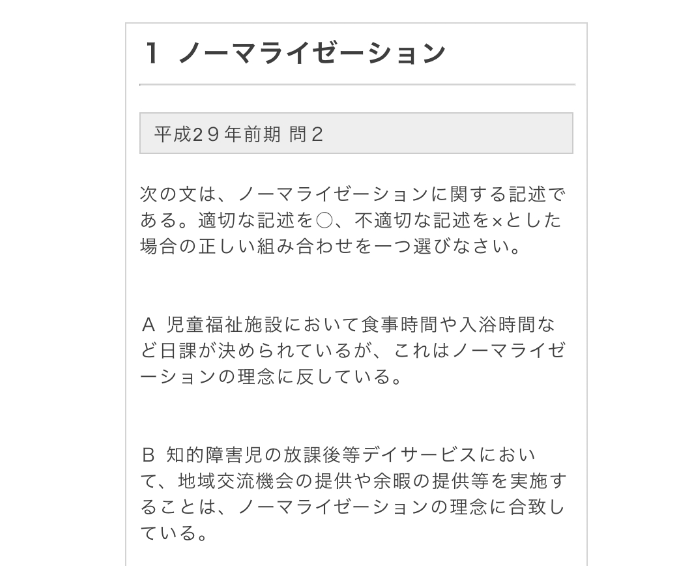 １ ノーマライゼーション
平成2９年前期 問２
次の文は、ノーマライゼーションに関する記述で
ある。適切な記述を○、不適切な記述を×とした
場合の正しい組み合わせを一つ選びなさい。
Ａ 児童福祉施設において食事時間や入浴時間な
ど日課が決められているが、これはノーマライゼ
ーションの理念に反している。
Ｂ 知的障害児の放課後等デイサービスにおい
て、地域交流機会の提供や余暇の提供等を実施す
ることは、ノーマライゼーションの理念に合致し
ている。